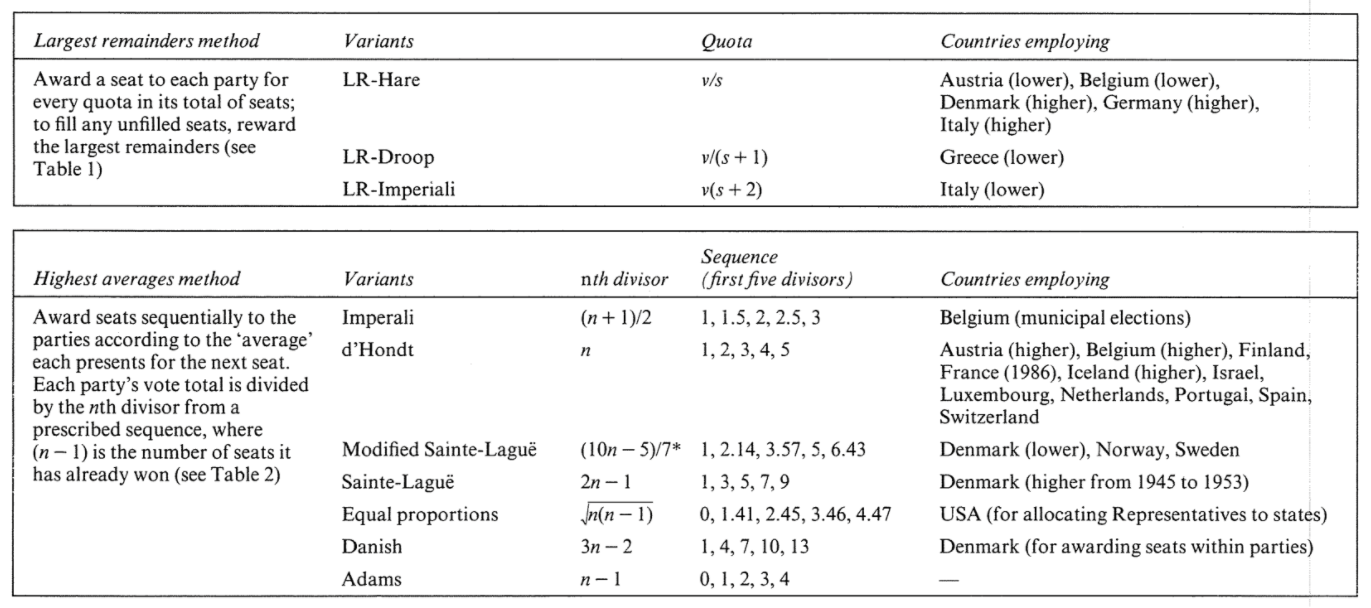 Largest remainders method Variants Quota Countries employing
Award a seat to each party for LR-Hare v/s Austria (lower), Belgium (lower),
every quota in its total of seats; Denmark (higher), Germany (higher),
to fill any unfilled seats, reward Italy (higher)
the largest remainders (see LR-Droop v/(s + 1) Greece (lower)
Table 1)
LR-Imperiali v(s + 2) Italy (lower)
Sequence
Highest averages method Variants nth divisor (first five divisors) Countries employing
Award seats sequentially to the Imperali (n + 1)/2 1, 1.5, 2, 2.5, 3 Belgium (municipal elections)
parties according to the ‘average’ d’Hondt n 1, 2, 3, 4, 5 Austria (higher), Belgium (higher), Finland,
each presents for the next seat. France (1986), Iceland (higher), Israel,
Each party’s vote total is divided Luxembourg, Netherlands, Portugal, Spain,
by the nth divisor from a Switzerland
prescribed sequence, where
(n − 1) is the number of seats it Modified Sainte-Laguë (10n − 5)/7* 1, 2.14, 3.57, 5, 6.43 Denmark (lower), Norway, Sweden
has already won (see Table 2) Sainte-Laguë 2n − 1 1, 3, 5, 7, 9 Denmark (higher from 1945 to 1953)
Equal proportions √n(n − 1) 0, 1.41, 2.45, 3.46, 4.47 USA (for allocating Representatives to states)
Danish 3n − 2 1, 4, 7, 10, 13 Denmark (for awarding seats within parties)
Adams n − 1 0, 1, 2, 3, 4 —